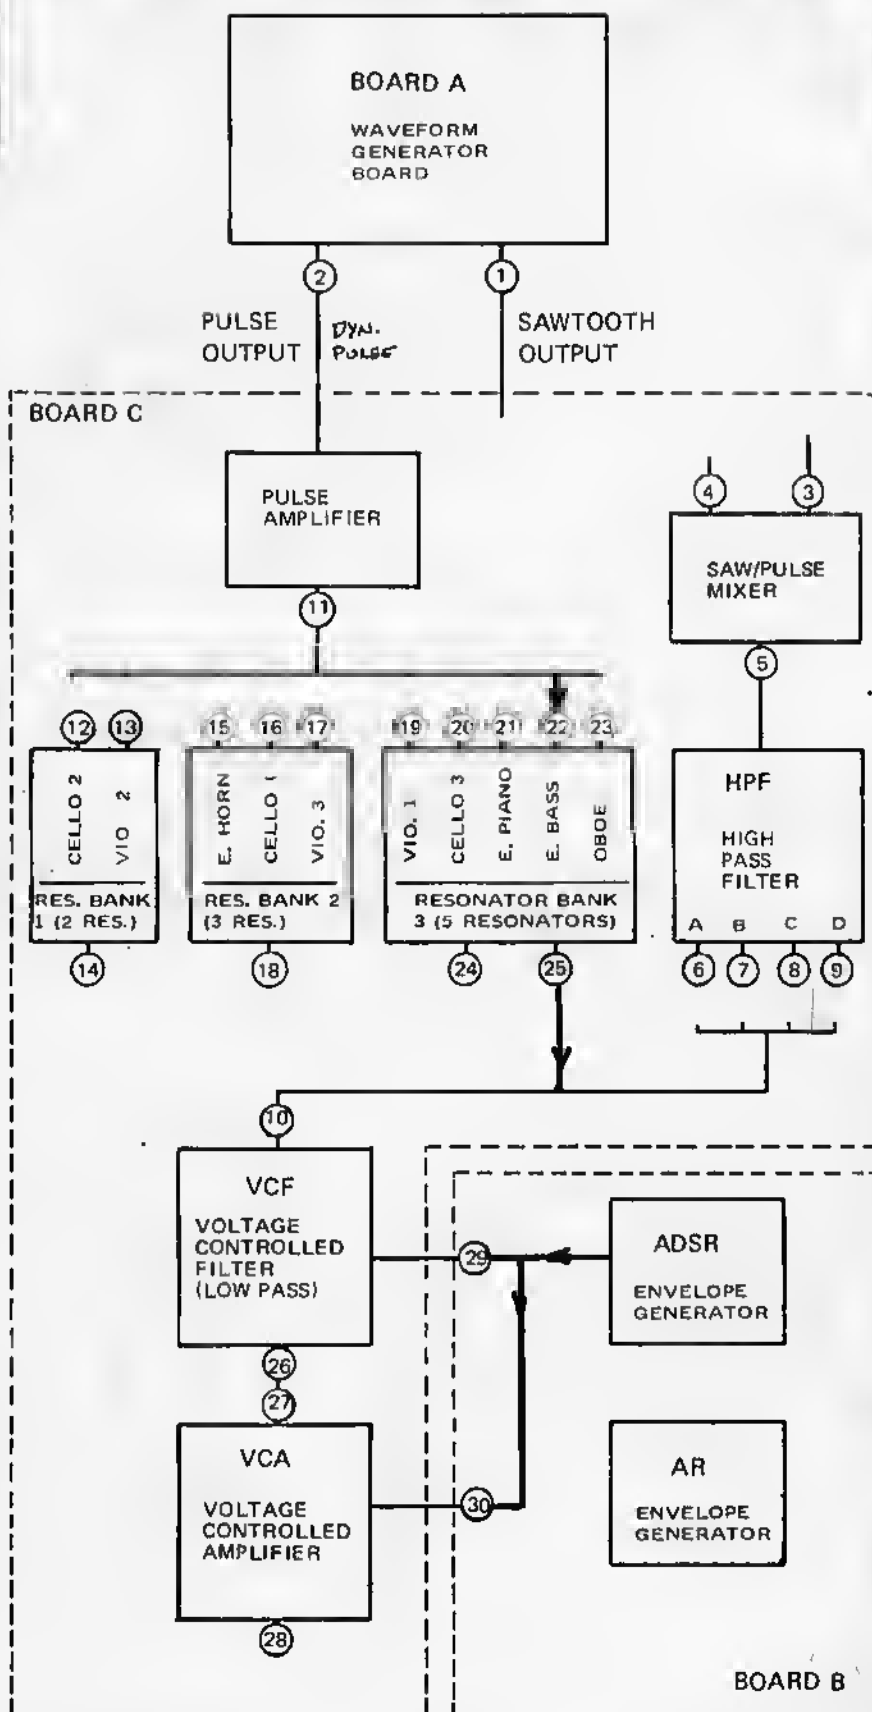 BOARD A
WAVEFORM
GENERATOR
BOARD
2
1
PULSE
OUTPUT
DYN.
PULSE
SAWTOOTH
OUTPUT
BOARD C
PULSE
AMPLIFIER
4
3
SAW/PULSE
MIXER
11
5
12
13
15
16
17
19
20
21
22
23
CELLO 2
VIO 2
E. HORN
CELLO 1
VIO. 3
VIO. 1
CELLO 3
E. PIANO
E. BASS
OBOE
RES. BANK
1 (2 RES.)
RES. BANK 2
(3 RES.)
RESONATOR BANK
3 (5 RESONATORS)
HPF
HIGH
PASS
FILTER
A B C D
14
18
24
25
6
7
8
9
10
VCF
VOLTAGE
CONTROLLED
FILTER
(LOW PASS)
29
ADSR
ENVELOPE
GENERATOR
26
27
VCA
VOLTAGE
CONTROLLED
AMPLIFIER
30
AR
ENVELOPE
GENERATOR
28
BOARD B